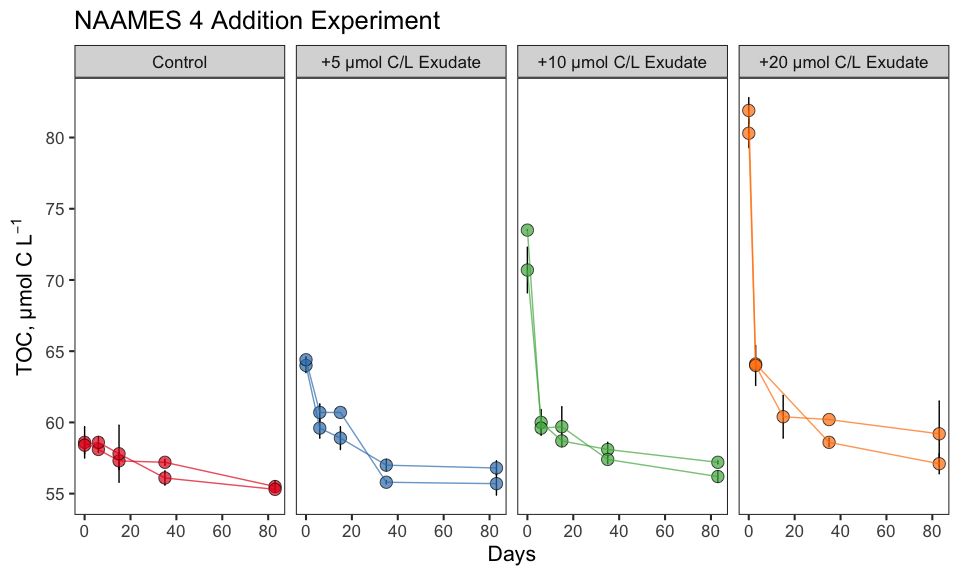 NAAMES 4 Addition Experiment
Control
+5 µmol C/L Exudate
+10 µmol C/L Exudate
+20 µmol C/L Exudate
TOC, µmol C L⁻¹
80
75
70
65
60
55
0 20 40 60 80
0 20 40 60 80
0 20 40 60 80
0 20 40 60 80
Days